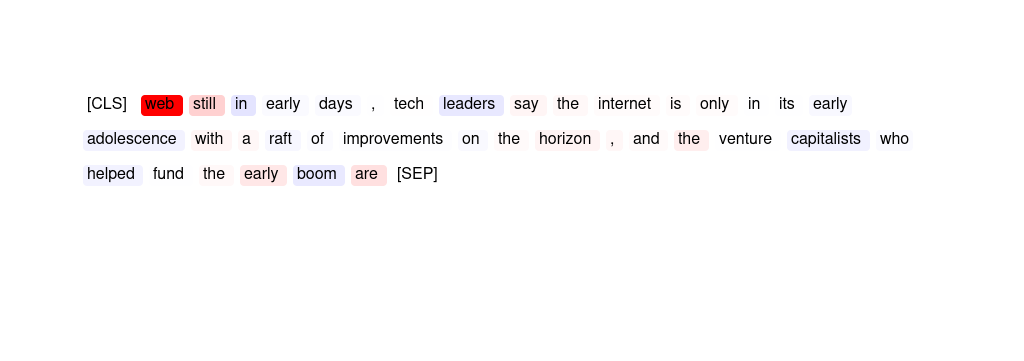 [CLS] web still in early days , tech leaders say the internet is only in its early
adolescence with a raft of improvements on the horizon , and the venture capitalists who
helped fund the early boom are [SEP]